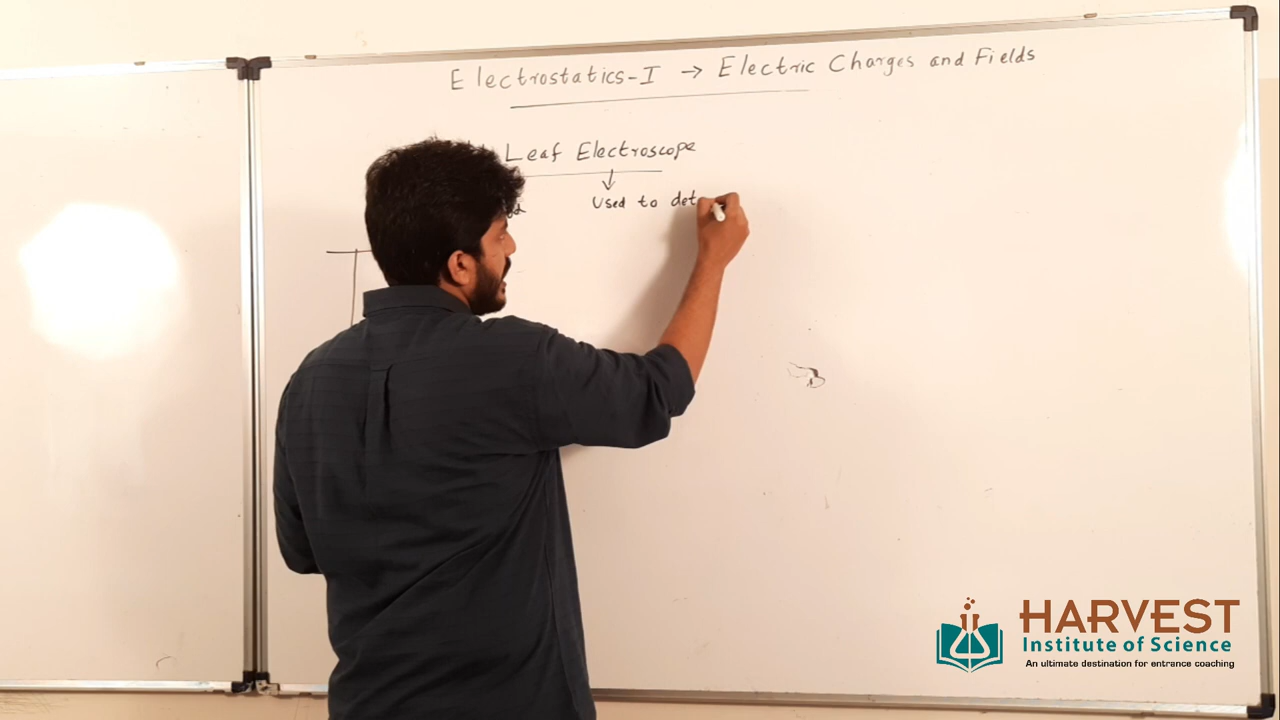 Electrostatics-I → Electric Charges and Fields
Leaf Electroscope
Used to det
HARVEST
Institute of Science
An ultimate destination for entrance coaching